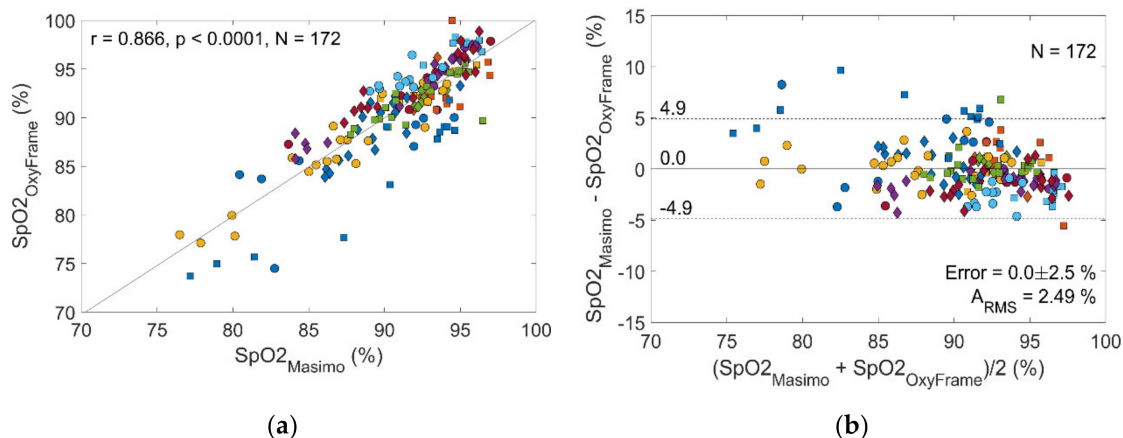 r = 0.866, p < 0.0001, N = 172
100
95
90
85
80
75
70
SpO2OxyFrame (%)
70 75 80 85 90 95 100
SpO2Masimo (%)
(a)
SpO2Masimo - SpO2OxyFrame (%)
15
10
5
0
-5
-10
-15
N = 172
4.9
0.0
-4.9
Error = 0.0±2.5 %
ARMS = 2.49 %
70 75 80 85 90 95 100
(SpO2Masimo + SpO2OxyFrame)/2 (%)
(b)